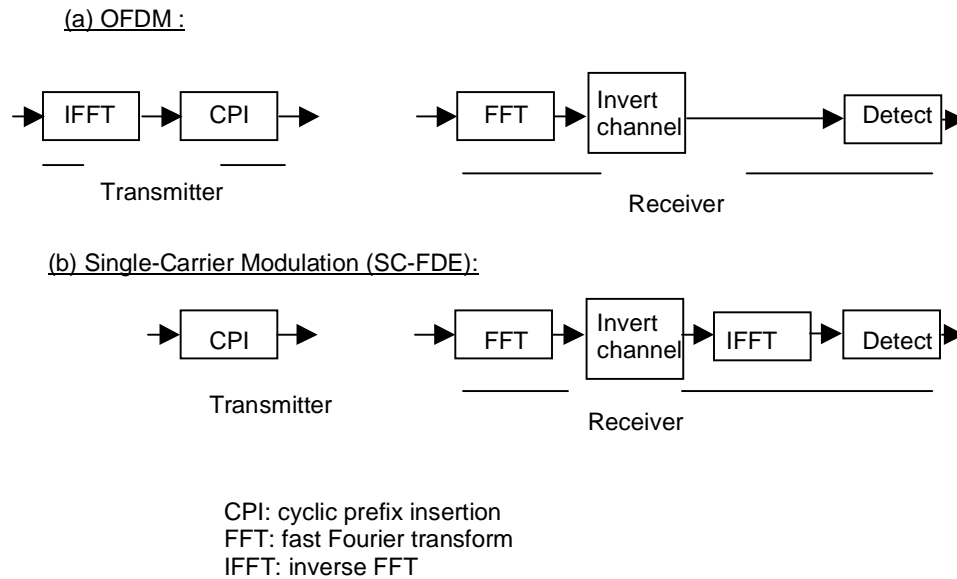 (a) OFDM :
IFFT
CPI
FFT
Invert
channel
Detect
Transmitter
Receiver
(b) Single-Carrier Modulation (SC-FDE):
CPI
FFT
Invert
channel
IFFT
Detect
Transmitter
Receiver
CPI: cyclic prefix insertion
FFT: fast Fourier transform
IFFT: inverse FFT